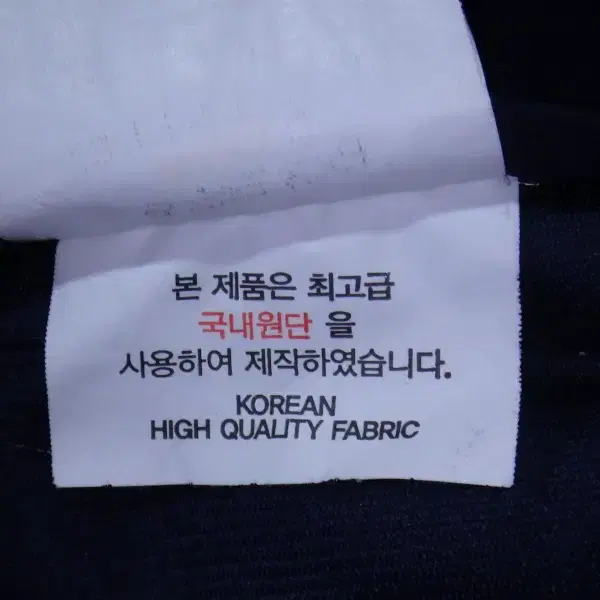 본 제품은 최고급
국내원단 을
사용하여 제작하였습니다.
KOREAN
HIGH QUALITY FABRIC